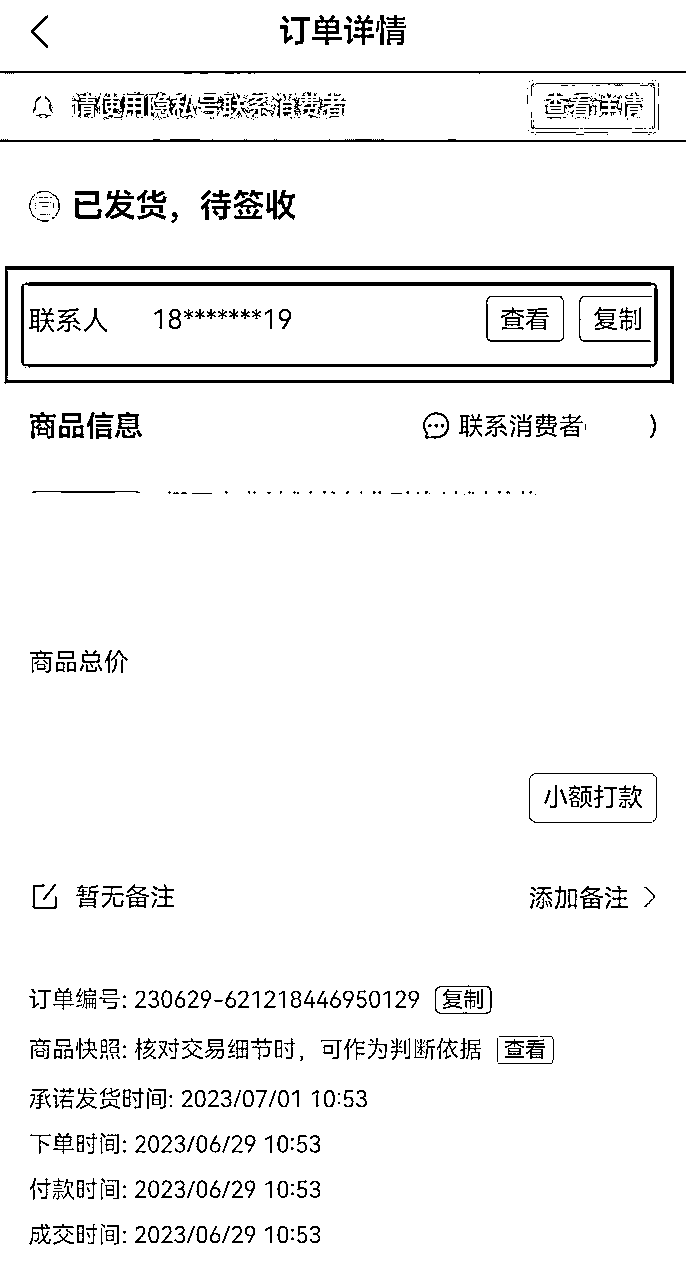 订单详情
请使用隐私号联系消费者 查看详情
已发货，待签收
联系人 18*******19 查看 复制
商品信息 联系消费者
商品总价
小额打款
暂无备注 添加备注
订单编号: 230629-621218446950129 复制
商品快照: 核对交易细节时，可作为判断依据 查看
承诺发货时间: 2023/07/01 10:53
下单时间: 2023/06/29 10:53
付款时间: 2023/06/29 10:53
成交时间: 2023/06/29 10:53